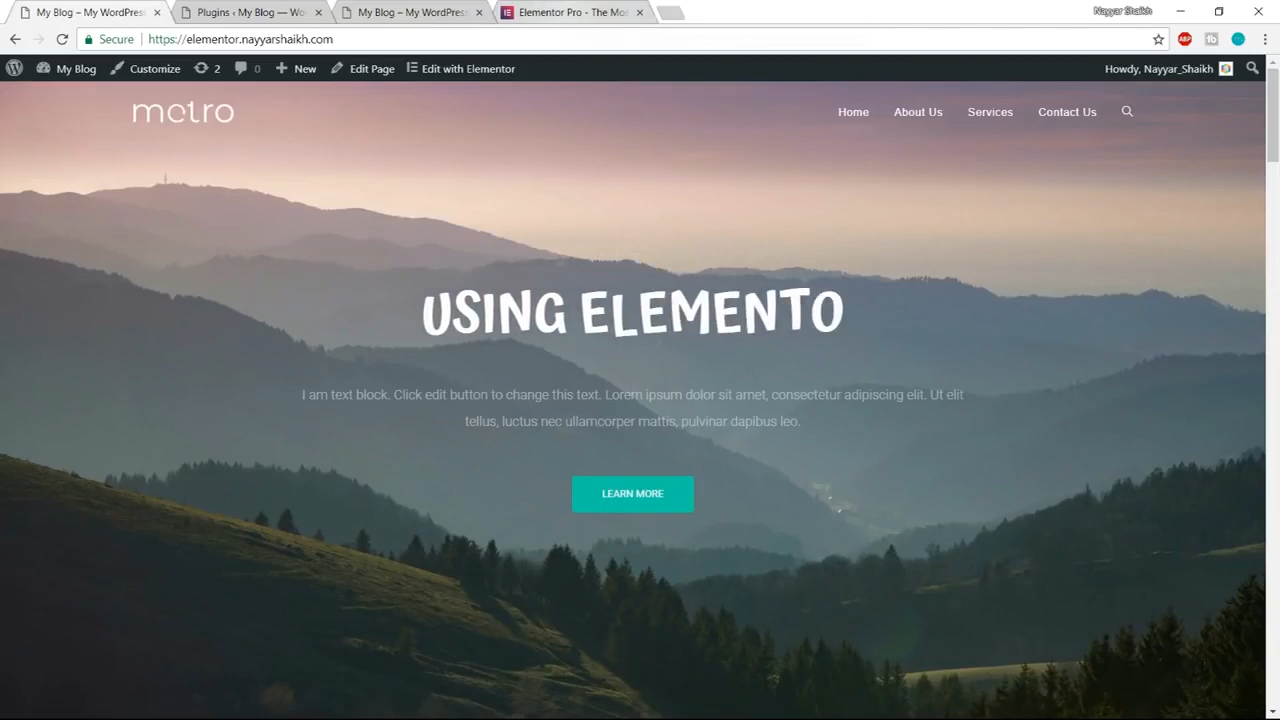 My Blog – My WordPress
Plugins ‹ My Blog — Wo
My Blog – My WordPress
Elementor Pro - The Mos
Nayyar Shaikh
Secure
https://elementor.nayyarshaikh.com
ABP
tb
My Blog
Customize
2
0
New
Edit Page
Edit with Elementor
Howdy, Nayyar_Shaikh
metro
Home
About Us
Services
Contact Us
USING ELEMENTO
I am text block. Click edit button to change this text. Lorem ipsum dolor sit amet, consectetur adipiscing elit. Ut elit
tellus, luctus nec ullamcorper mattis, pulvinar dapibus leo.
LEARN MORE